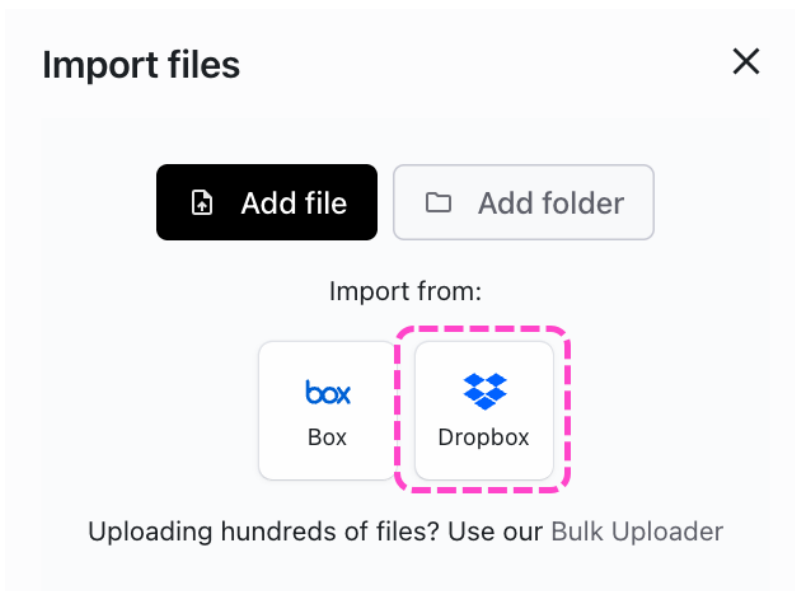 Import files
Add file
Add folder
Import from:
box
Box
Dropbox
Uploading hundreds of files? Use our Bulk Uploader